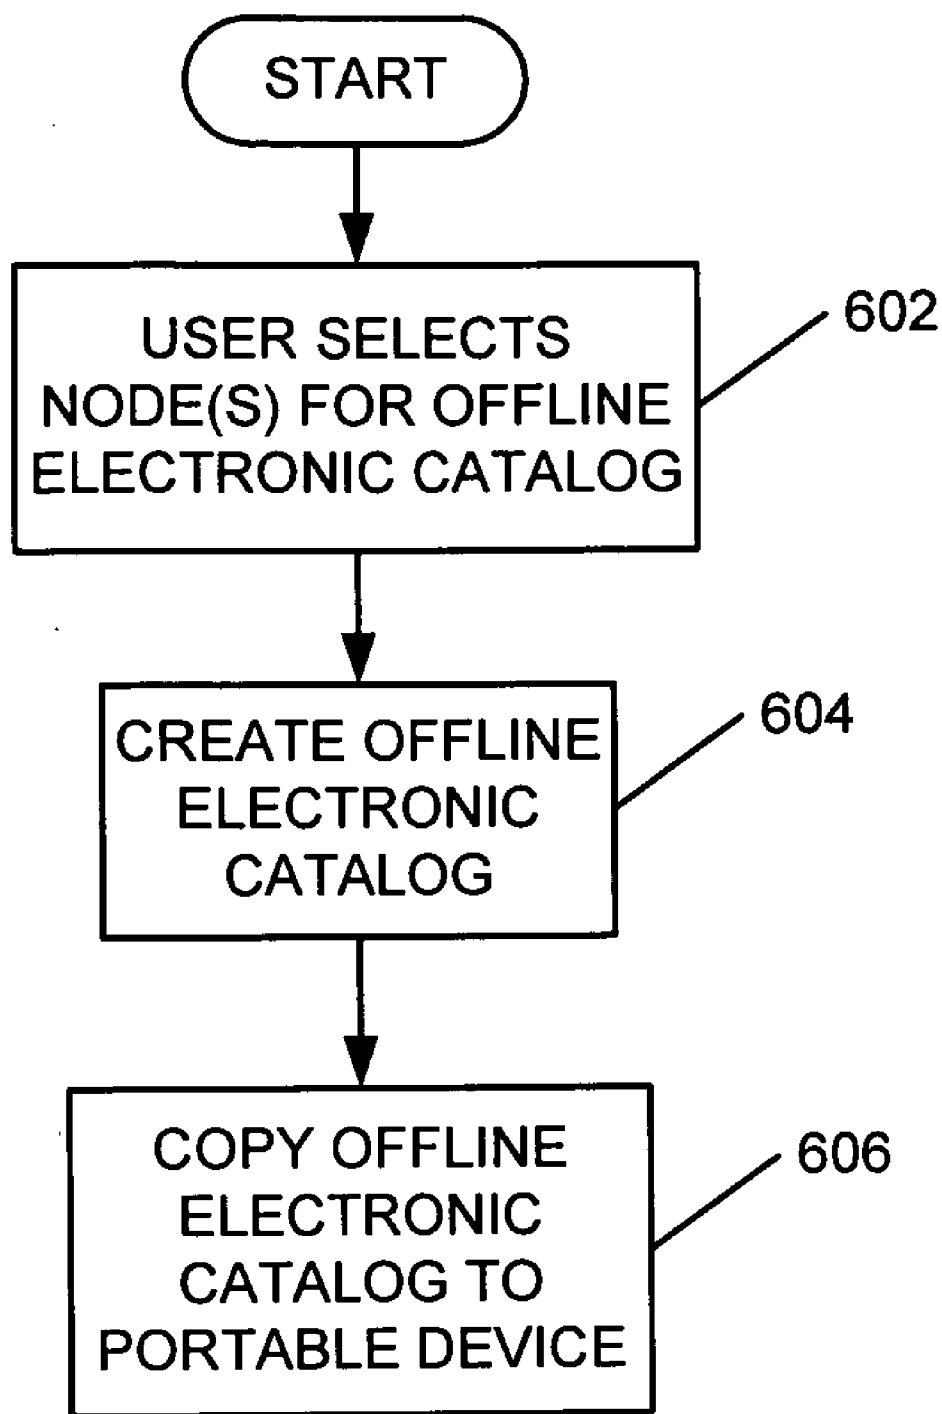 START
USER SELECTS
NODE(S) FOR OFFLINE
ELECTRONIC CATALOG
602
CREATE OFFLINE
ELECTRONIC
CATALOG
604
COPY OFFLINE
ELECTRONIC
CATALOG TO
PORTABLE DEVICE
606